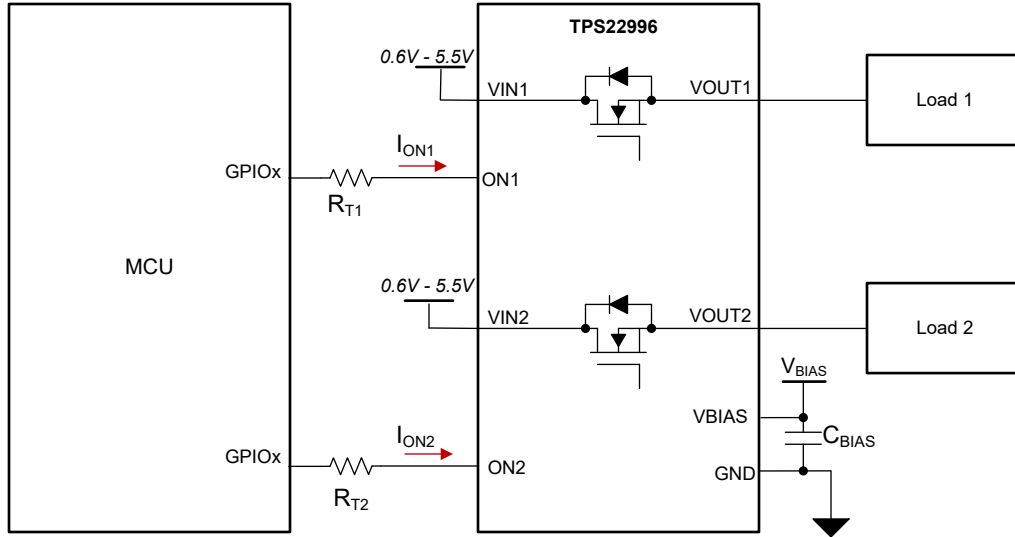 TPS22996
0.6V - 5.5V
VIN1
VOUT1
Load 1
GPIOx
I_ON1
ON1
R_T1
MCU
0.6V - 5.5V
VIN2
VOUT2
Load 2
V_BIAS
VBIAS
C_BIAS
GPIOx
I_ON2
ON2
GND
R_T2